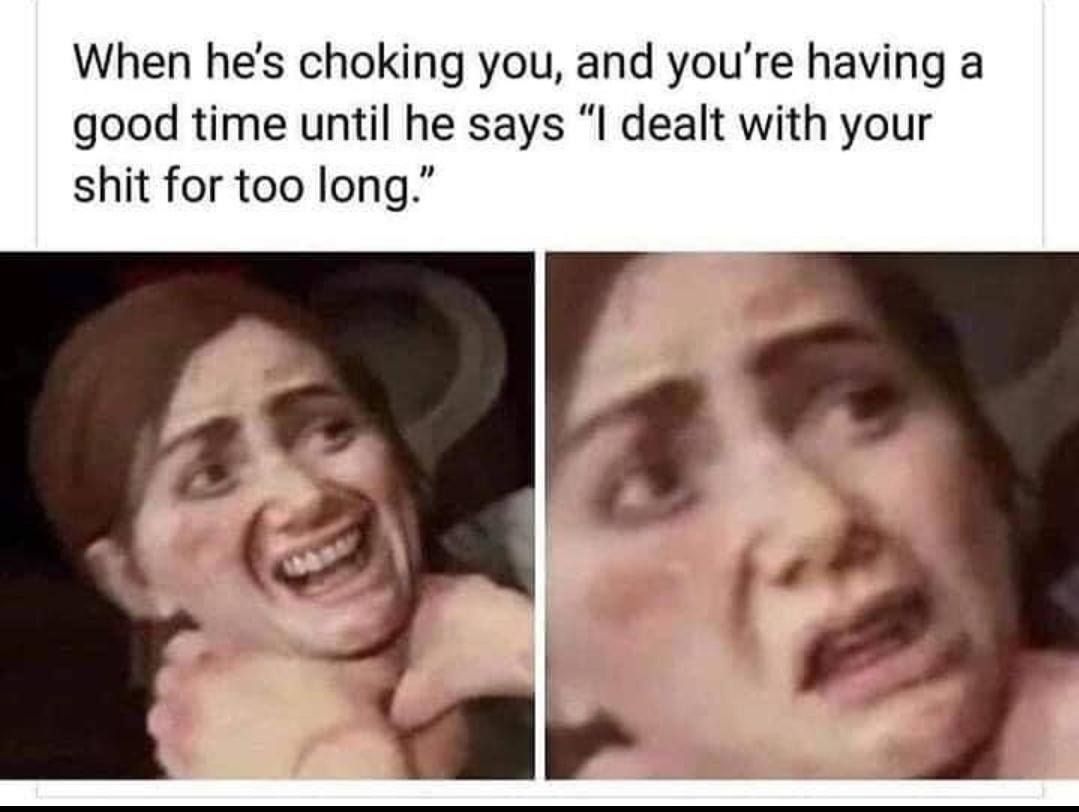 When he's choking you, and you're having a
good time until he says “I dealt with your
shit for too long.”